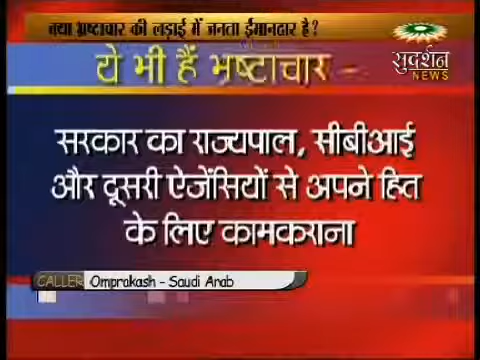 क्या भ्रष्टाचार की लड़ाई में जनता ईमानदार है?
सुदर्शन
NEWS
ये भी हैं भ्रष्टाचार -
सरकार का राज्यपाल, सीबीआई
और दूसरी ऐजेंसियों से अपने हित
के लिए कामकराना
CALLER Omprakash - Saudi Arab